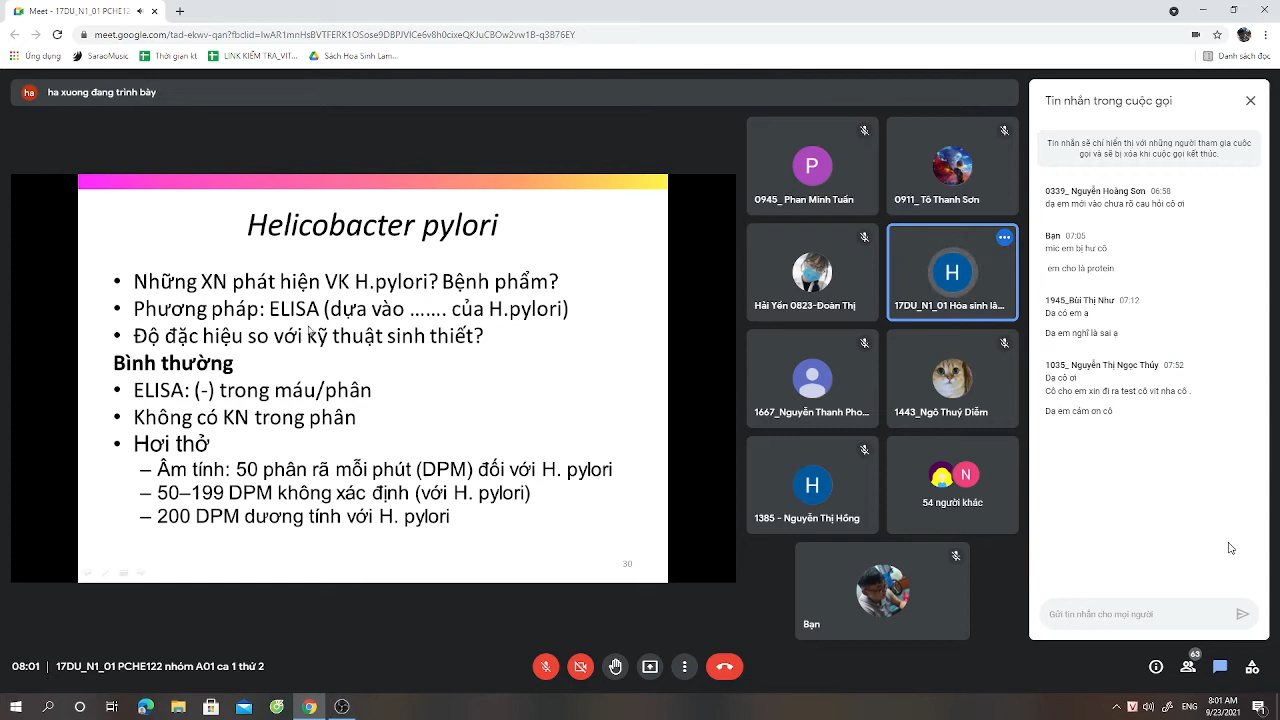 Meet - 17DU_N1_01 PCHE12
meet.google.com/tad-ekwv-qan?fbclid=IwAR1mnHsBVTFERK1OSose9DBPJVICe6v8h0cixeQKJuCBOw2vw1B-q3B76EY
Ứng dụng
SaraoMusic
Thời gian kt
LINK KIỂM TRA_VIT...
Sách Hoa Sinh Lam...
Danh sách đọc
ha
ha xuong đang trình bày
Helicobacter pylori
• Những XN phát hiện VK H.pylori? Bệnh phẩm?
• Phương pháp: ELISA (dựa vào ....... của H.pylori)
• Độ đặc hiệu so với kỹ thuật sinh thiết?
Bình thường
• ELISA: (-) trong máu/phân
• Không có KN trong phân
• Hơi thở
– Âm tính: 50 phân rã mỗi phút (DPM) đối với H. pylori
– 50–199 DPM không xác định (với H. pylori)
– 200 DPM dương tính với H. pylori
30
P
0945_ Phan Minh Tuấn
0911_ Tô Thanh Sơn
Hải Yến 0823-Đoàn Thị
H
17DU_N1_01 Hóa sinh lâ...
1667_Nguyễn Thanh Pho...
1443_Ngô Thuý Diễm
H
1385 - Nguyễn Thị Hồng
N
54 người khác
Bạn
Tin nhắn trong cuộc gọi
Tin nhắn sẽ chỉ hiển thị với những người tham gia cuộc
gọi và sẽ bị xóa khi cuộc gọi kết thúc.
0339_ Nguyễn Hoàng Sơn 06:58
dạ em mới vào chưa rõ cau hỏi cô ơi
Bạn 07:05
mic em bị hư cô
em cho là protein
1945_Bùi Thị Như 07:12
Dạ có em a
Dạ em nghĩ là sai ạ
1035_ Nguyễn Thị Ngọc Thúy 07:52
Dạ cô ơi
Cô cho em xin đi ra test cô vit nha cô .
Dạ em cảm ơn cô
Gửi tin nhắn cho mọi người
08:01 | 17DU_N1_01 PCHE122 nhóm A01 ca 1 thứ 2
63
8:01 AM
9/23/2021